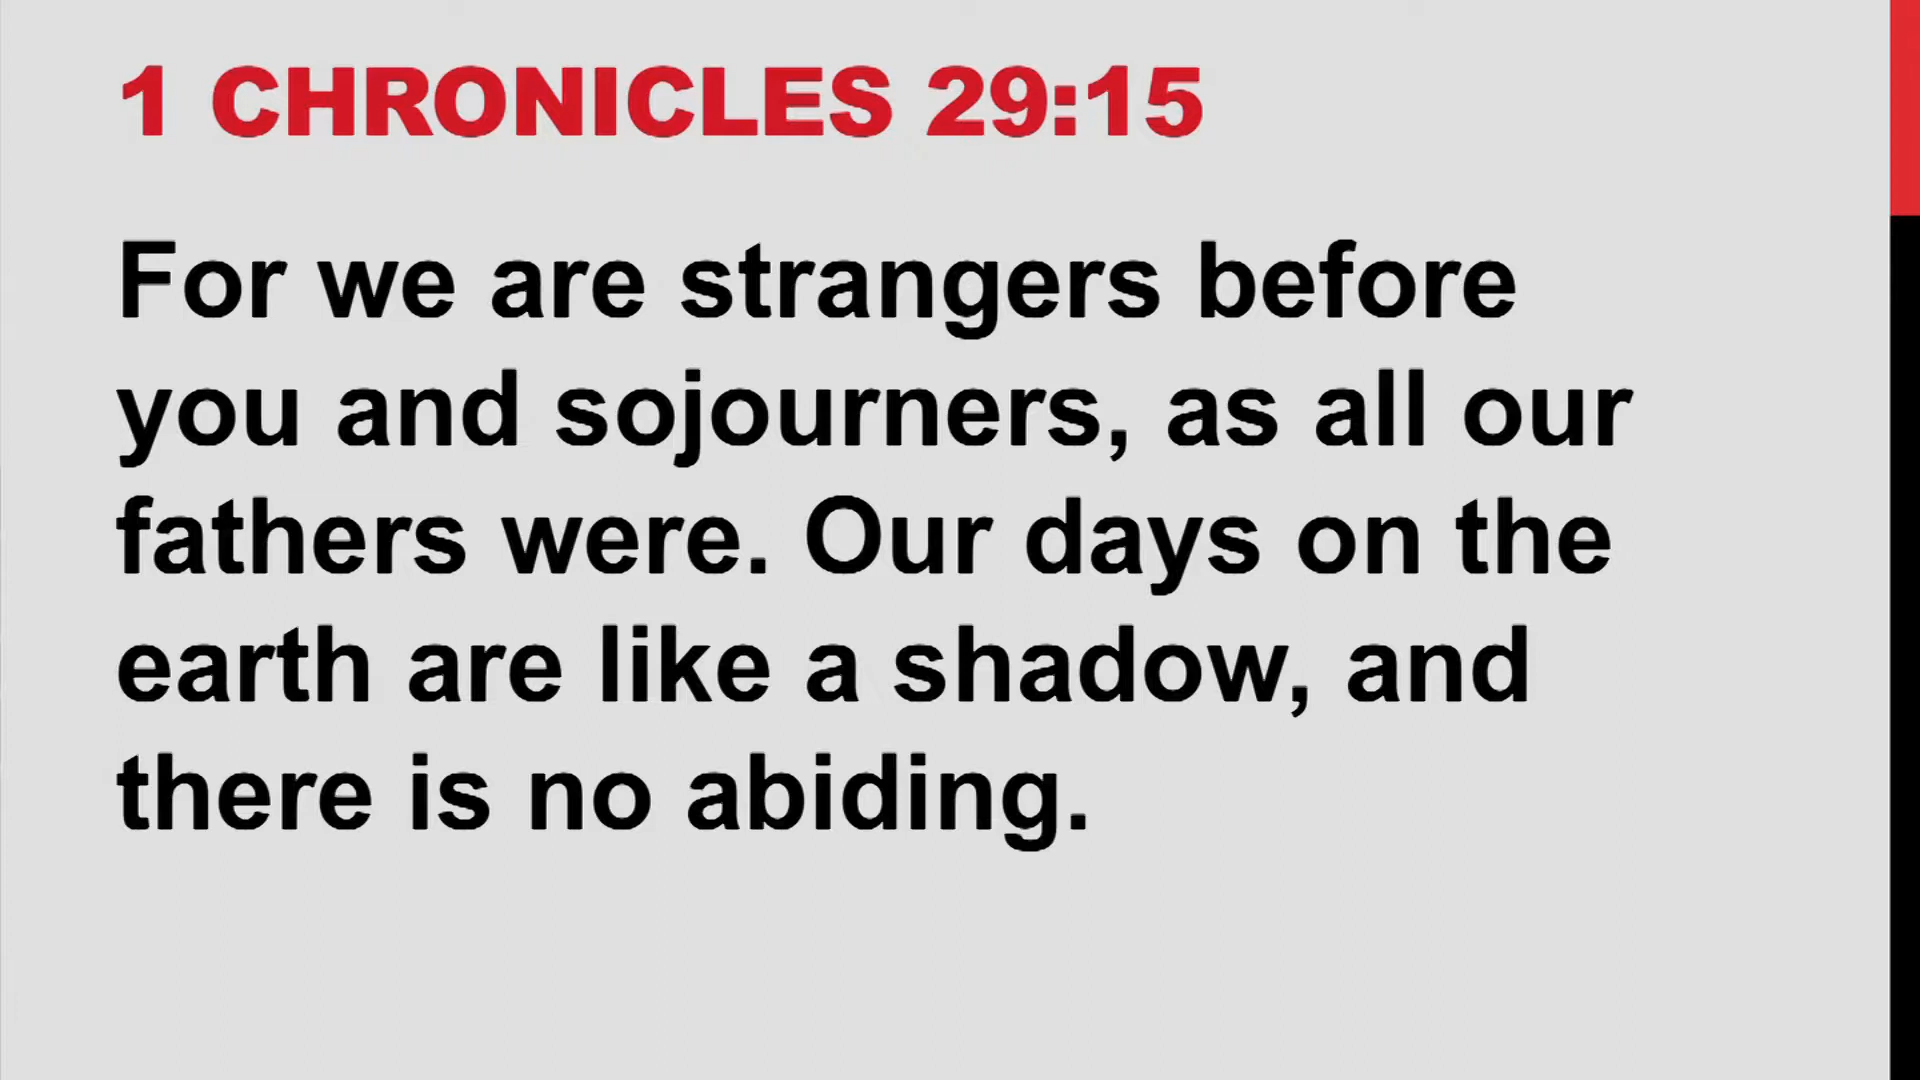 1 CHRONICLES 29:15
For we are strangers before
you and sojourners, as all our
fathers were. Our days on the
earth are like a shadow, and
there is no abiding.